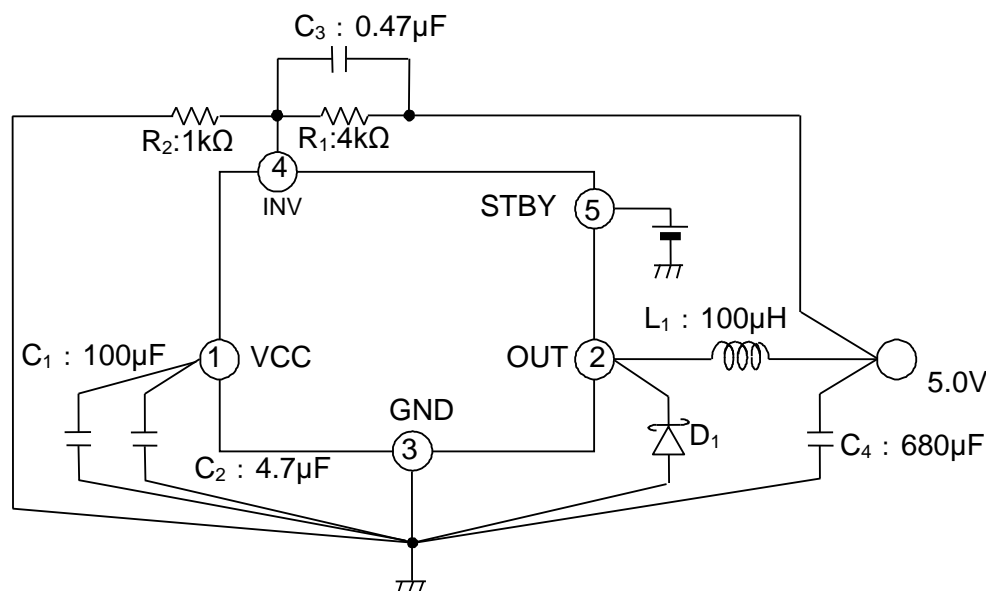 C3 : 0.47µF
R2:1kΩ
R1:4kΩ
4
INV
STBY
5
L1 : 100µH
C1 : 100µF
1
VCC
OUT
2
5.0V
GND
3
D1
C2 : 4.7µF
C4 : 680µF